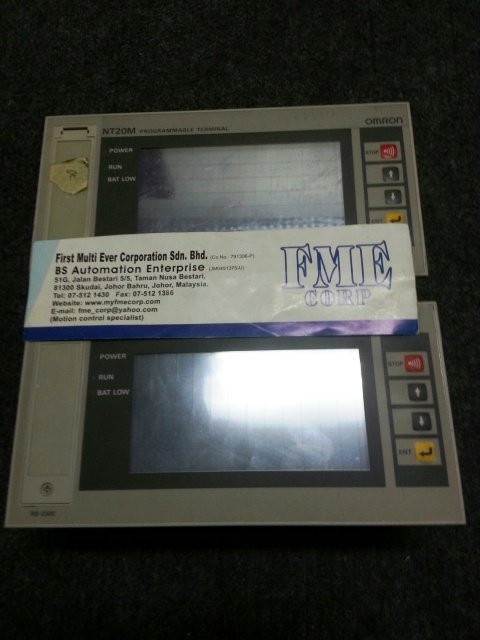 NT20M PROGRAMMABLE TERMINAL
OMRON
POWER
RUN
BAT LOW
STOP
ENT
First Multi Ever Corporation Sdn. Bhd. (Co.No. 791306-P)
BS Automation Enterprise (JM0451375-U)
51G, Jalan Bestari 5/5, Taman Nusa Bestari,
81300 Skudai, Johor Bahru, Johor, Malaysia.
Tel: 07-512 1430 Fax: 07-512 1386
Website: www.myfmecorp.com
E-mail: fme_corp@yahoo.com
(Motion control specialist)
FME
CORP
POWER
RUN
BAT LOW
STOP
ENT
RS-232C